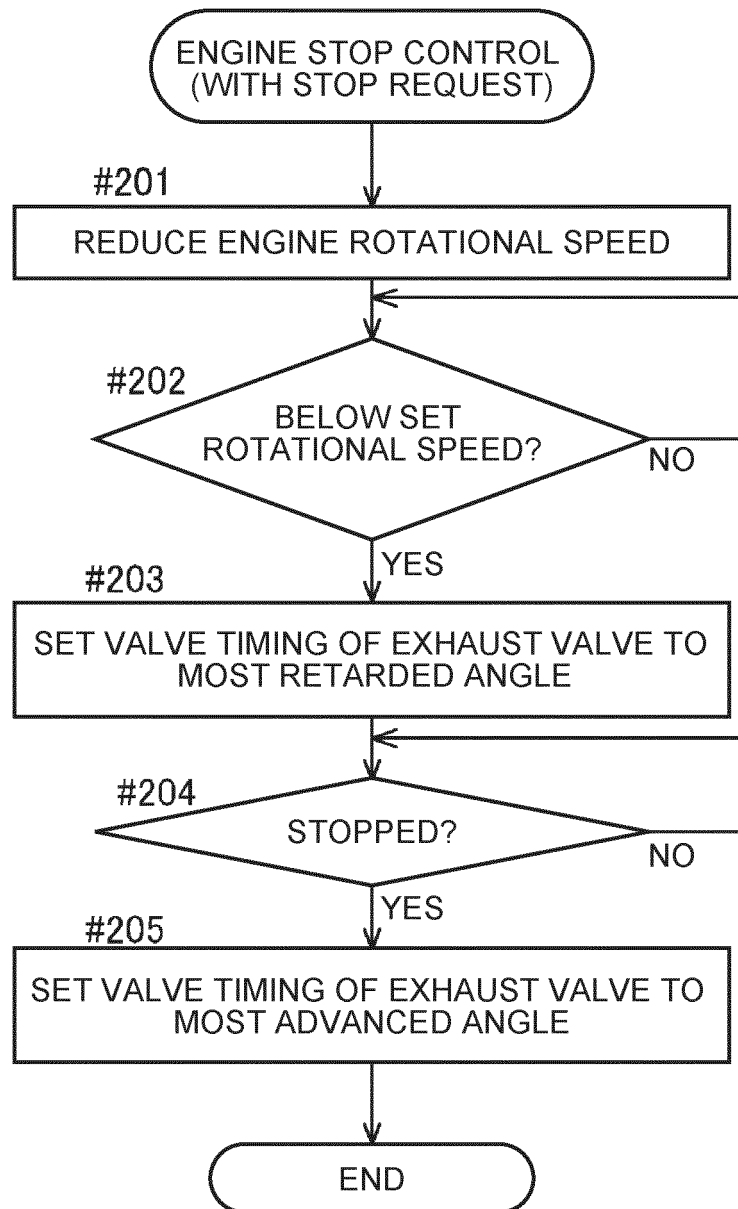 ENGINE STOP CONTROL
(WITH STOP REQUEST)
#201
REDUCE ENGINE ROTATIONAL SPEED
#202
BELOW SET
ROTATIONAL SPEED?
NO
YES
#203
SET VALVE TIMING OF EXHAUST VALVE TO
MOST RETARDED ANGLE
#204
STOPPED?
NO
YES
#205
SET VALVE TIMING OF EXHAUST VALVE TO
MOST ADVANCED ANGLE
END